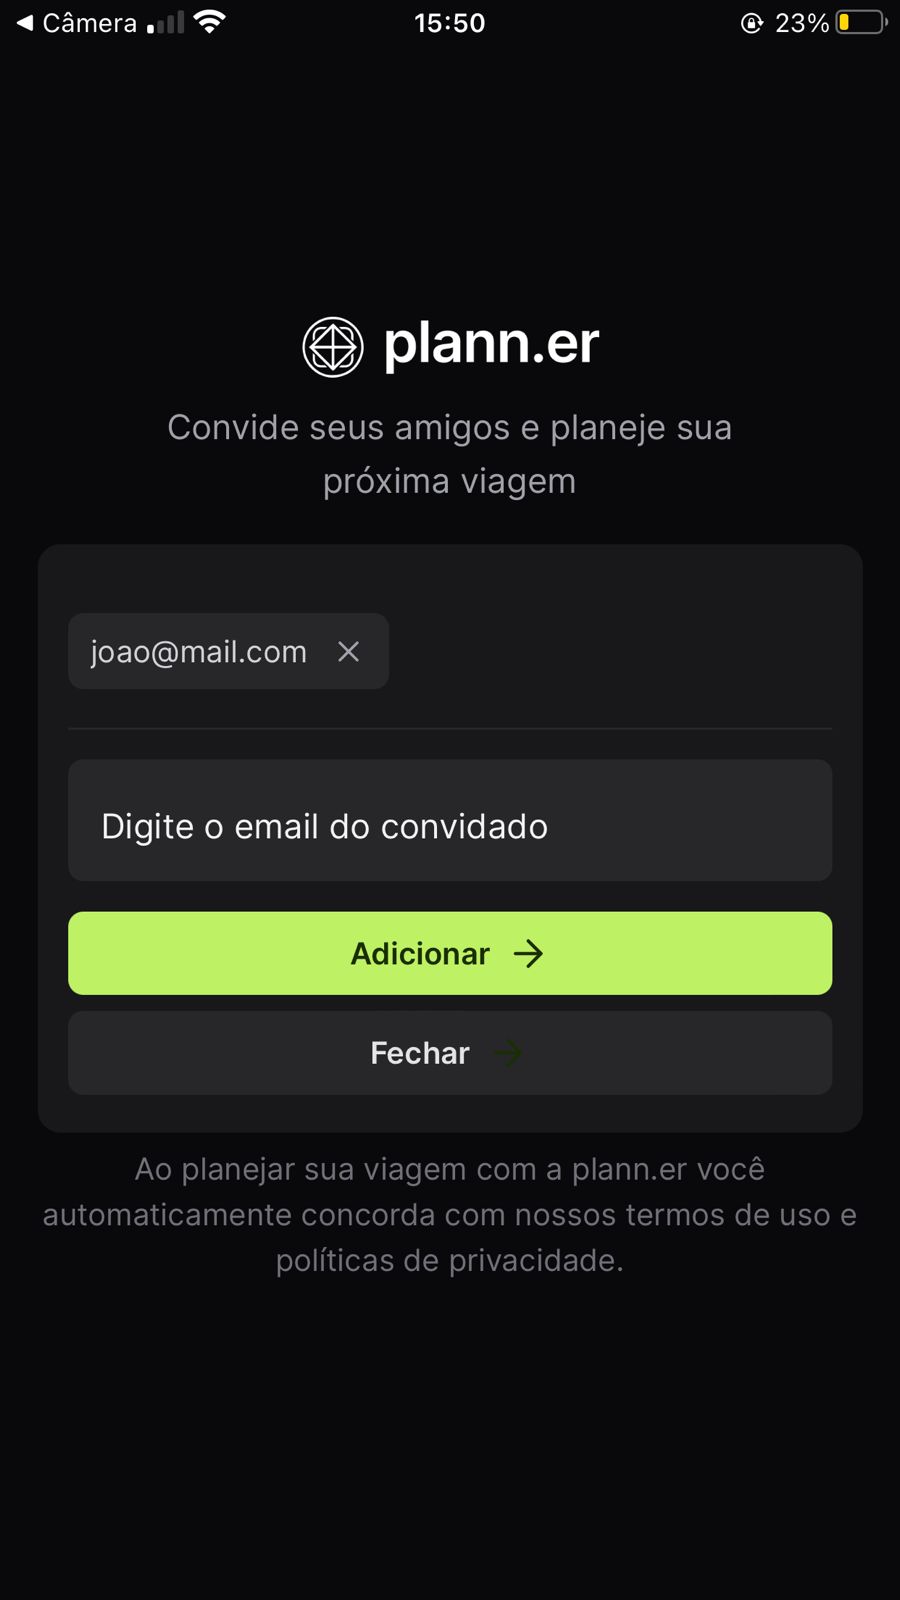 Câmera 15:50 23%
plann.er
Convide seus amigos e planeje sua
próxima viagem
joao@mail.com
Digite o email do convidado
Adicionar
Fechar
Ao planejar sua viagem com a plann.er você
automaticamente concorda com nossos termos de uso e
políticas de privacidade.